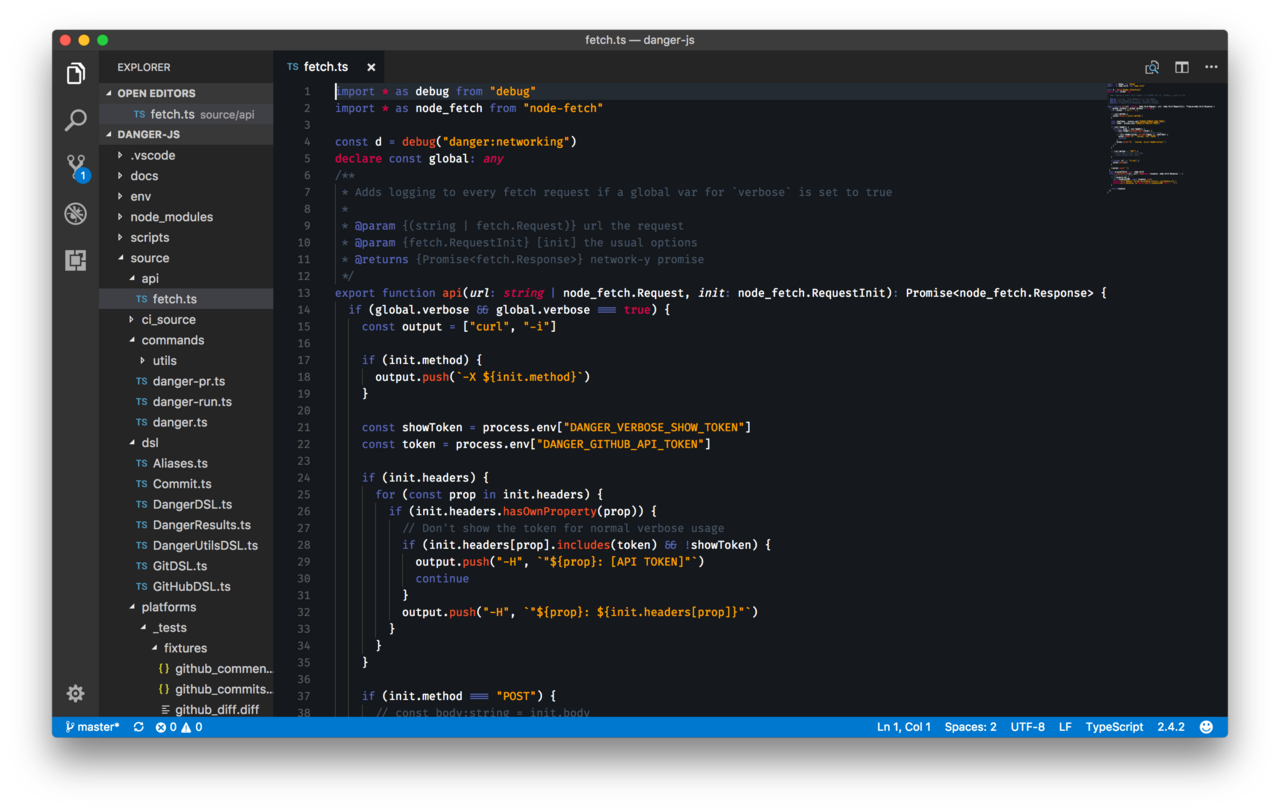 fetch.ts — danger-js
EXPLORER
OPEN EDITORS
TS fetch.ts source/api
DANGER-JS
.vscode
docs
env
node_modules
scripts
source
api
TS fetch.ts
ci_source
commands
utils
TS danger-pr.ts
TS danger-run.ts
TS danger.ts
dsl
TS Aliases.ts
TS Commit.ts
TS DangerDSL.ts
TS DangerResults.ts
TS DangerUtilsDSL.ts
TS GitDSL.ts
TS GitHubDSL.ts
platforms
_tests
fixtures
{} github_commen...
{} github_commits...
github_diff.diff
1
TS fetch.ts ×
1 import * as debug from "debug"
2 import * as node_fetch from "node-fetch"
3
4 const d = debug("danger:networking")
5 declare const global: any
6 /**
7 * Adds logging to every fetch request if a global var for `verbose` is set to true
8 *
9 * @param {(string | fetch.Request)} url the request
10 * @param {fetch.RequestInit} [init] the usual options
11 * @returns {Promise<fetch.Response>} network-y promise
12 */
13 export function api(url: string | node_fetch.Request, init: node_fetch.RequestInit): Promise<node_fetch.Response> {
14 if (global.verbose && global.verbose === true) {
15 const output = ["curl", "-i"]
16
17 if (init.method) {
18 output.push(`-X ${init.method}`)
19 }
20
21 const showToken = process.env["DANGER_VERBOSE_SHOW_TOKEN"]
22 const token = process.env["DANGER_GITHUB_API_TOKEN"]
23
24 if (init.headers) {
25 for (const prop in init.headers) {
26 if (init.headers.hasOwnProperty(prop)) {
27 // Don't show the token for normal verbose usage
28 if (init.headers[prop].includes(token) && !showToken) {
29 output.push("-H", `"${prop}: [API TOKEN]"`)
30 continue
31 }
32 output.push("-H", `"${prop}: ${init.headers[prop]}"`)
33 }
34 }
35 }
36
37 if (init.method === "POST") {
38 // const body:string = init.body
master* 0 0
Ln 1, Col 1 Spaces: 2 UTF-8 LF TypeScript 2.4.2